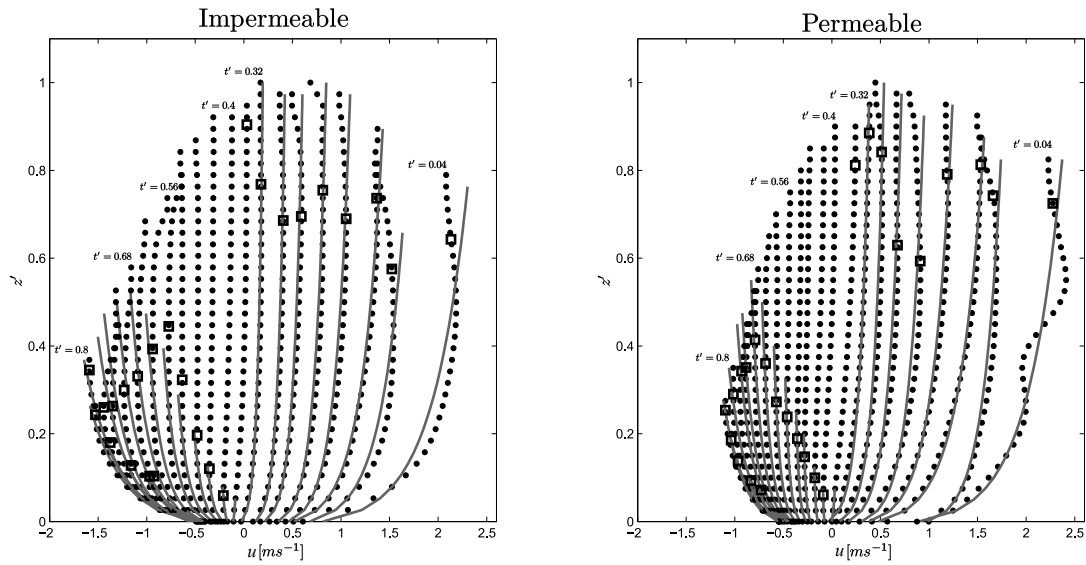 Impermeable
Permeable
1
0.8
0.6
0.4
0.2
0
z′
t′ = 0.32
t′ = 0.4
t′ = 0.04
t′ = 0.56
t′ = 0.68
t′ = 0.8
−2 −1.5 −1 −0.5 0 0.5 1 1.5 2 2.5
u[ms⁻¹]
1
0.8
0.6
0.4
0.2
0
z′
t′ = 0.32
t′ = 0.4
t′ = 0.04
t′ = 0.56
t′ = 0.68
t′ = 0.8
−2 −1.5 −1 −0.5 0 0.5 1 1.5 2 2.5
u[ms⁻¹]